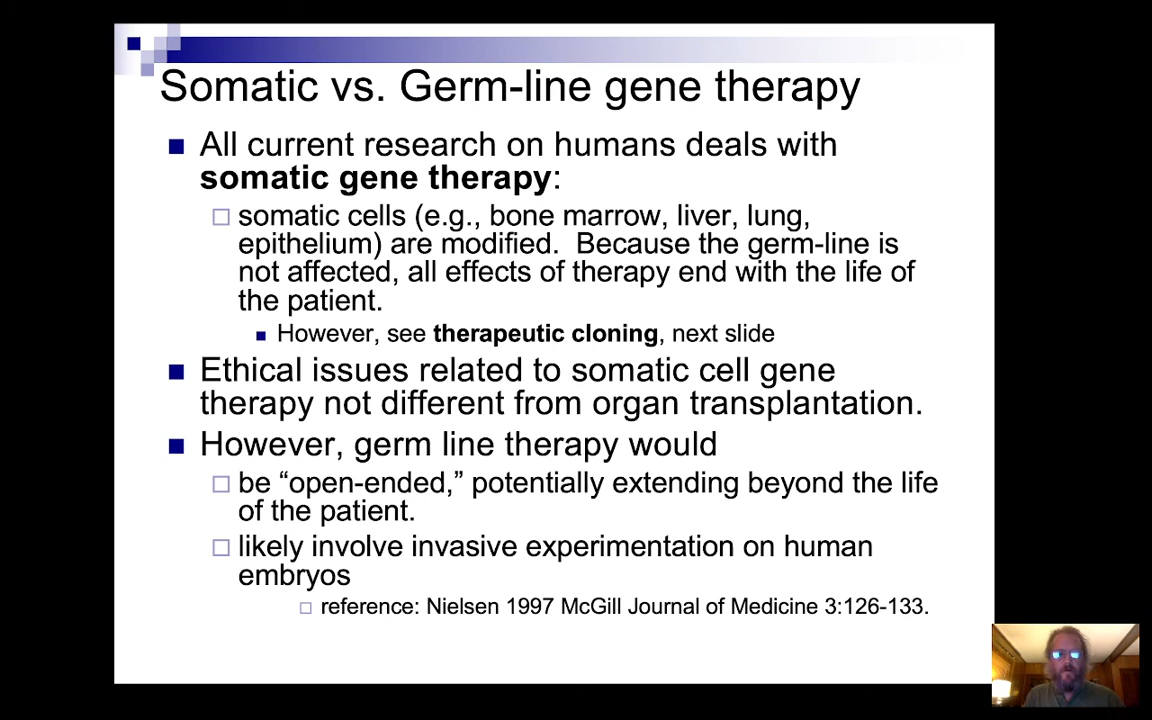 Somatic vs. Germ-line gene therapy
All current research on humans deals with
somatic gene therapy:
somatic cells (e.g., bone marrow, liver, lung,
epithelium) are modified.  Because the germ-line is
not affected, all effects of therapy end with the life of
the patient.
However, see therapeutic cloning, next slide
Ethical issues related to somatic cell gene
therapy not different from organ transplantation.
However, germ line therapy would
be “open-ended,” potentially extending beyond the life
of the patient.
likely involve invasive experimentation on human
embryos
reference: Nielsen 1997 McGill Journal of Medicine 3:126-133.